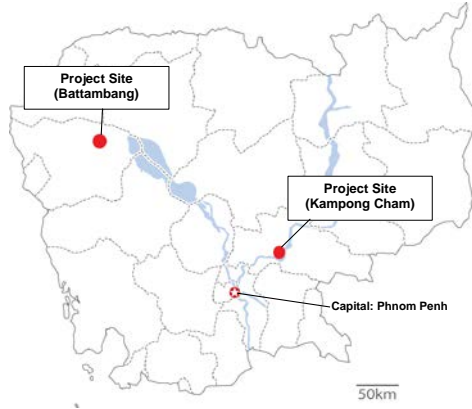 Project Site
(Battambang)
Project Site
(Kampong Cham)
Capital: Phnom Penh
50km